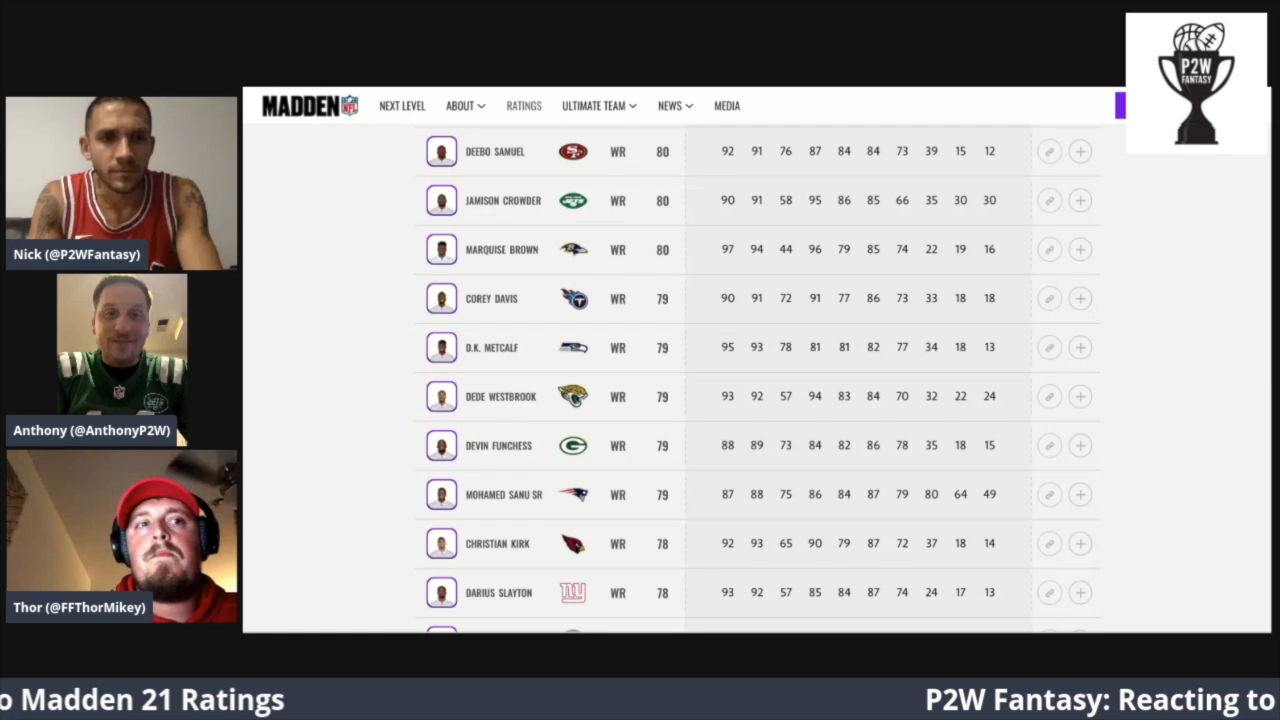 P2W
FANTASY
MADDEN NFL NEXT LEVEL ABOUT RATINGS ULTIMATE TEAM NEWS MEDIA
DEEBO SAMUEL WR 80 92 91 76 87 84 84 73 39 15 12
JAMISON CROWDER JETS WR 80 90 91 58 95 86 85 66 35 30 30
MARQUISE BROWN WR 80 97 94 44 96 79 85 74 22 19 16
COREY DAVIS WR 79 90 91 72 91 77 86 73 33 18 18
D.K. METCALF WR 79 95 93 78 81 81 82 77 34 18 13
DEDE WESTBROOK WR 79 93 92 57 94 83 84 70 32 22 24
DEVIN FUNCHESS G WR 79 88 89 73 84 82 86 78 35 18 15
MOHAMED SANU SR WR 79 87 88 75 86 84 87 79 80 64 49
CHRISTIAN KIRK WR 78 92 93 65 90 79 87 72 37 18 14
DARIUS SLAYTON NY WR 78 93 92 57 85 84 87 74 24 17 13
Nick (@P2WFantasy)
Anthony (@AnthonyP2W)
Thor (@FFThorMikey)
o Madden 21 Ratings P2W Fantasy: Reacting to